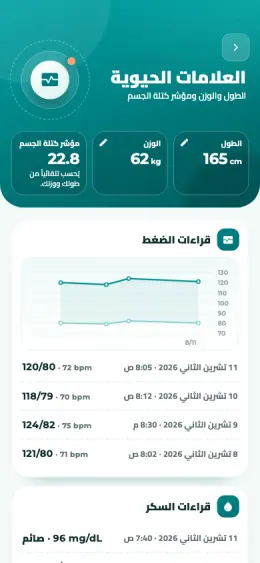 العلامات الحيوية
الطول والوزن ومؤشر كتلة الجسم
الطول
165 cm
الوزن
62 kg
مؤشر كتلة الجسم
22.8
يُحسب تلقائياً من
طولك ووزنك.
قراءات الضغط
130
120
110
100
90
80
70
8/11
11 تشرين الثاني 2026 · 8:05 ص
120/80 · 72 bpm
10 تشرين الثاني 2026 · 8:12 ص
118/79 · 70 bpm
9 تشرين الثاني 2026 · 8:30 م
124/82 · 75 bpm
8 تشرين الثاني 2026 · 8:02 ص
121/80 · 71 bpm
قراءات السكر
11 تشرين الثاني 2026 · 7:40 ص
96 mg/dL · صائم